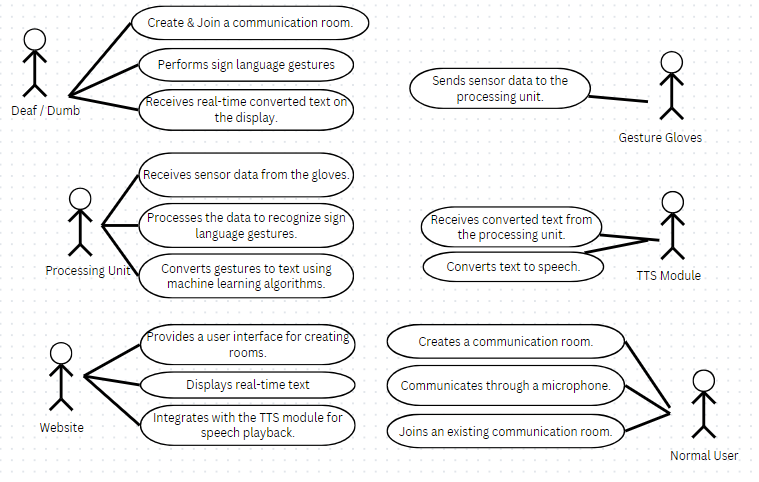 Create & Join a communication room.
Performs sign language gestures
Receives real-time converted text on
the display.
Deaf / Dumb
Sends sensor data to the
processing unit.
Gesture Gloves
Receives sensor data from the gloves.
Processes the data to recognize sign
language gestures.
Converts gestures to text using
machine learning algorithms.
Processing Unit
Receives converted text from
the processing unit.
Converts text to speech.
TTS Module
Provides a user interface for creating
rooms.
Displays real-time text
Integrates with the TTS module for
speech playback.
Website
Creates a communication room.
Communicates through a microphone.
Joins an existing communication room.
Normal User